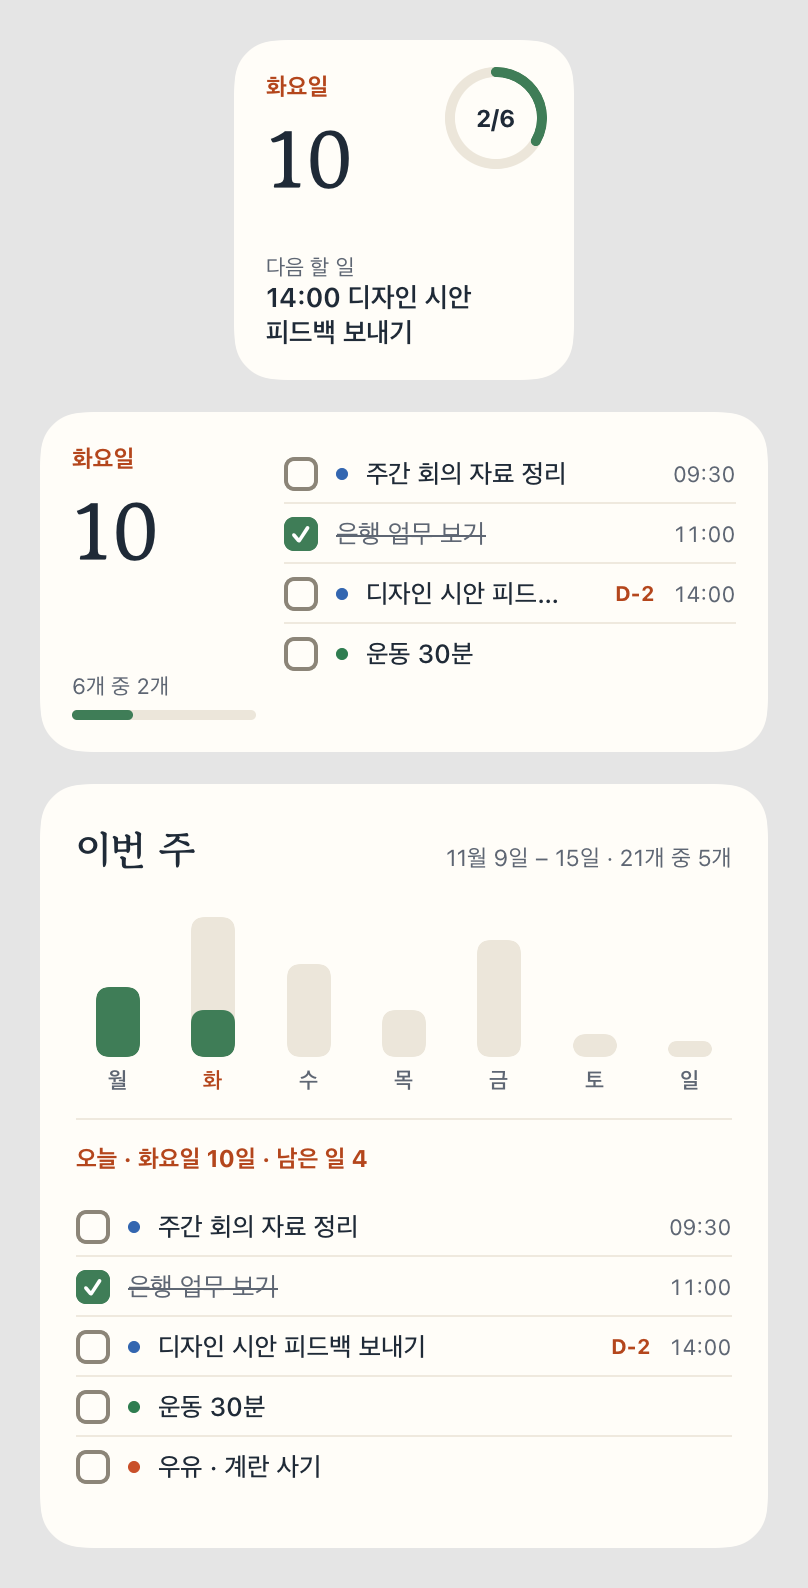 화요일
10
2/6
다음 할 일
14:00 디자인 시안
피드백 보내기
화요일
10
6개 중 2개
주간 회의 자료 정리 09:30
은행 업무 보기 11:00
디자인 시안 피드... D-2 14:00
운동 30분
이번 주
11월 9일 – 15일 · 21개 중 5개
월 화 수 목 금 토 일
오늘 · 화요일 10일 · 남은 일 4
주간 회의 자료 정리 09:30
은행 업무 보기 11:00
디자인 시안 피드백 보내기 D-2 14:00
운동 30분
우유 · 계란 사기